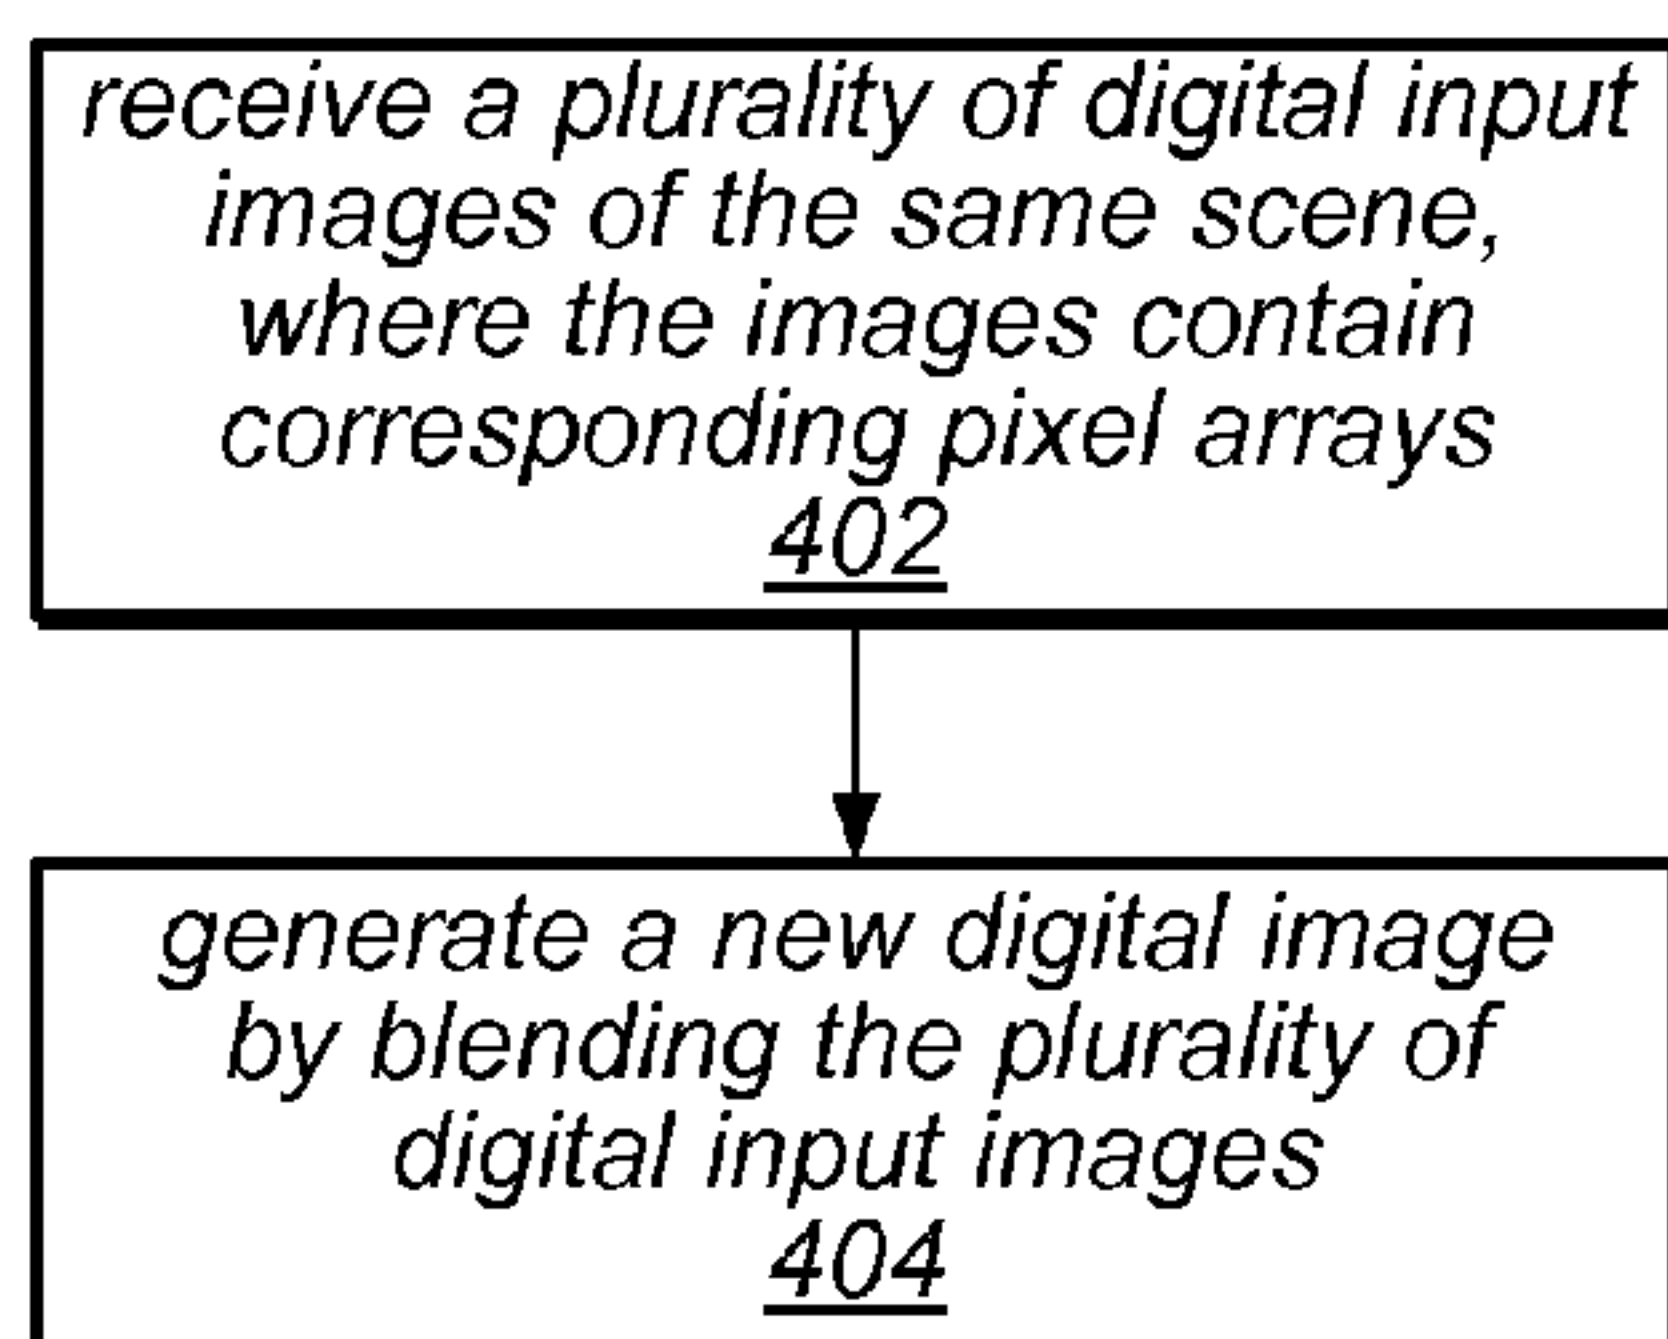 receive a plurality of digital input
images of the same scene,
where the images contain
corresponding pixel arrays
402
generate a new digital image
by blending the plurality of
digital input images
404